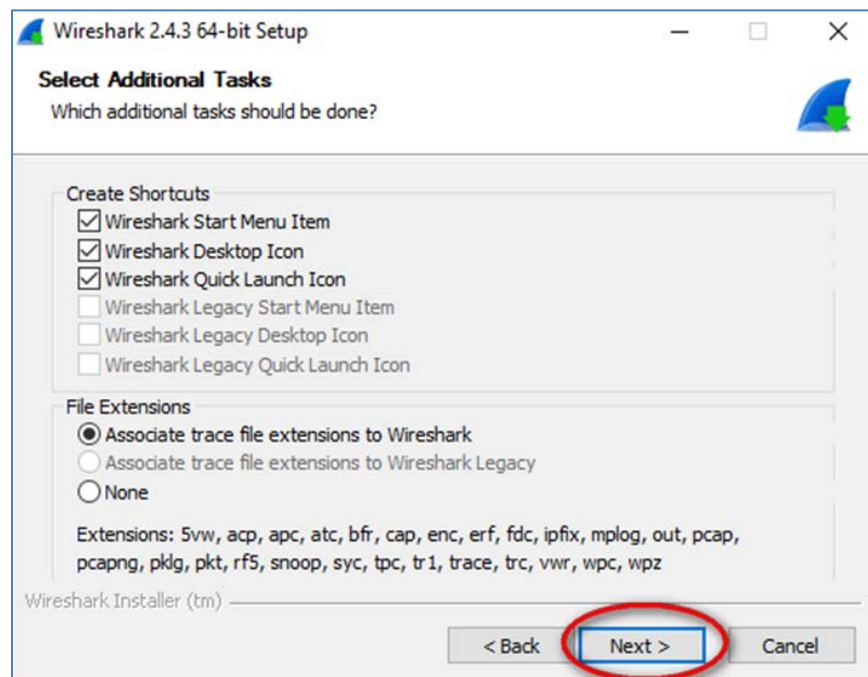 Wireshark 2.4.3 64-bit Setup
Select Additional Tasks
Which additional tasks should be done?
Create Shortcuts
Wireshark Start Menu Item
Wireshark Desktop Icon
Wireshark Quick Launch Icon
Wireshark Legacy Start Menu Item
Wireshark Legacy Desktop Icon
Wireshark Legacy Quick Launch Icon
File Extensions
Associate trace file extensions to Wireshark
Associate trace file extensions to Wireshark Legacy
None
Extensions: 5vw, acp, apc, atc, bfr, cap, enc, erf, fdc, ipfix, mplog, out, pcap,
pcapng, pklg, pkt, rf5, snoop, syc, tpc, tr1, trace, trc, vwr, wpc, wpz
Wireshark Installer (tm)
< Back Next > Cancel